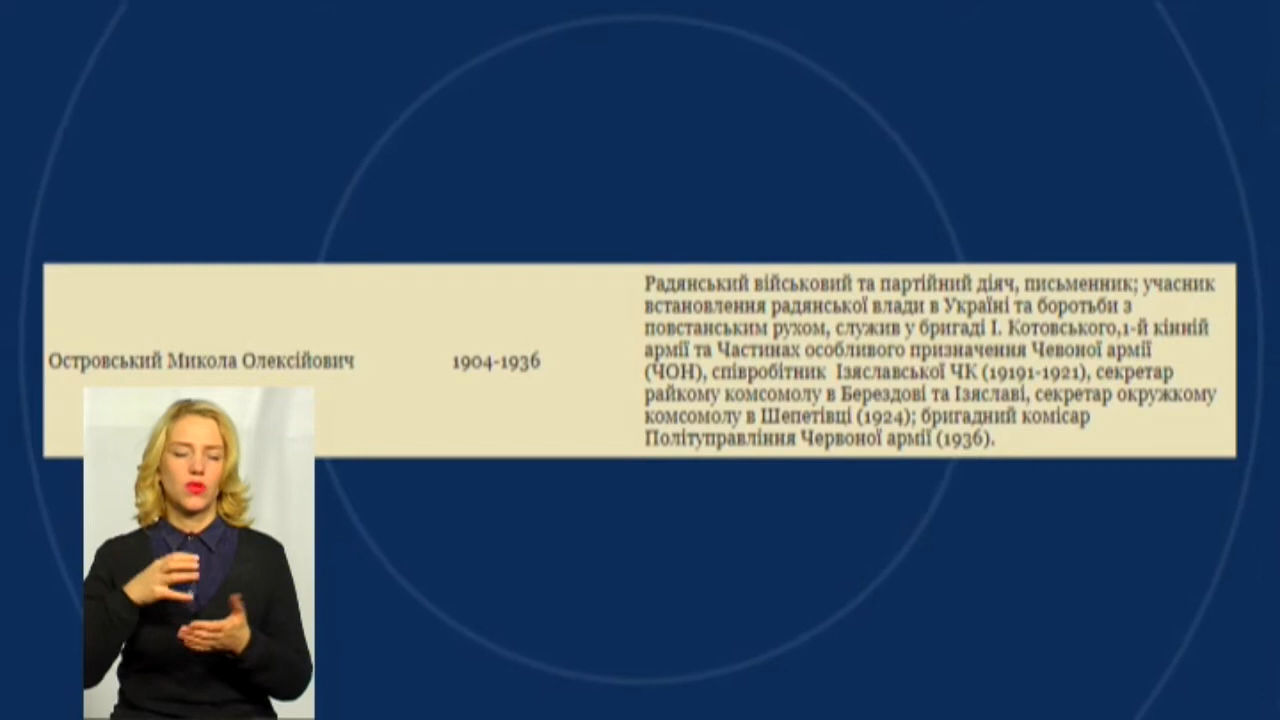 Островський Микола Олексійович
1904-1936
Радянський військовий та партійний діяч, письменник; учасник
встановлення радянської влади в Україні та боротьби з
повстанським рухом, служив у бригаді І. Котовського,1-й кінній
армії та Частинах особливого призначення Чевоної армії
(ЧОН), співробітник Ізяславської ЧК (19191-1921), секретар
райкому комсомолу в Берездові та Ізяславі, секретар окружкому
комсомолу в Шепетівці (1924); бригадний комісар
Політуправління Червоної армії (1936).